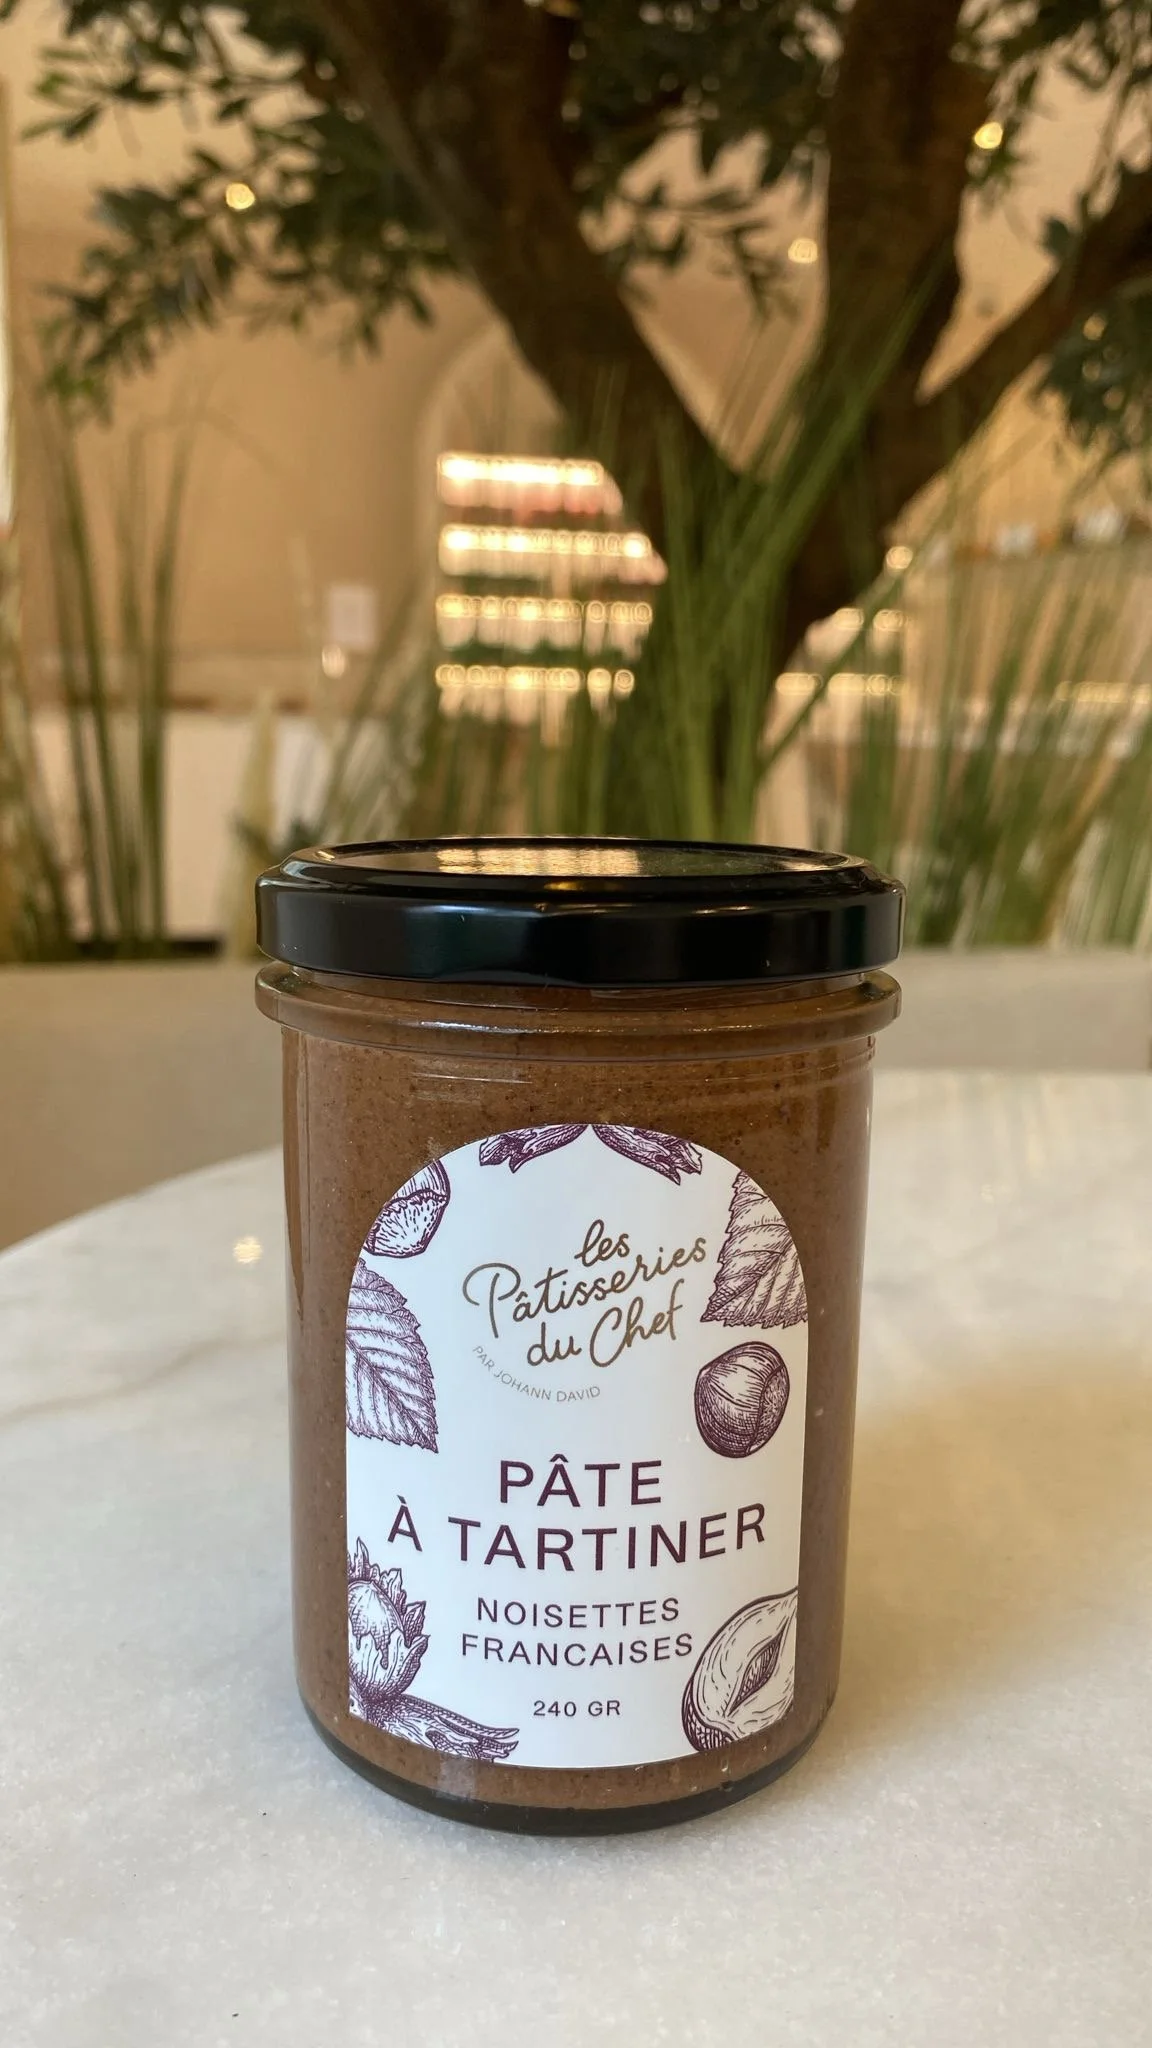 les
Pâtisseries
du Chef
PAR JOHANN DAVID
PÂTE
À TARTINER
NOISETTES
FRANCAISES
240 GR